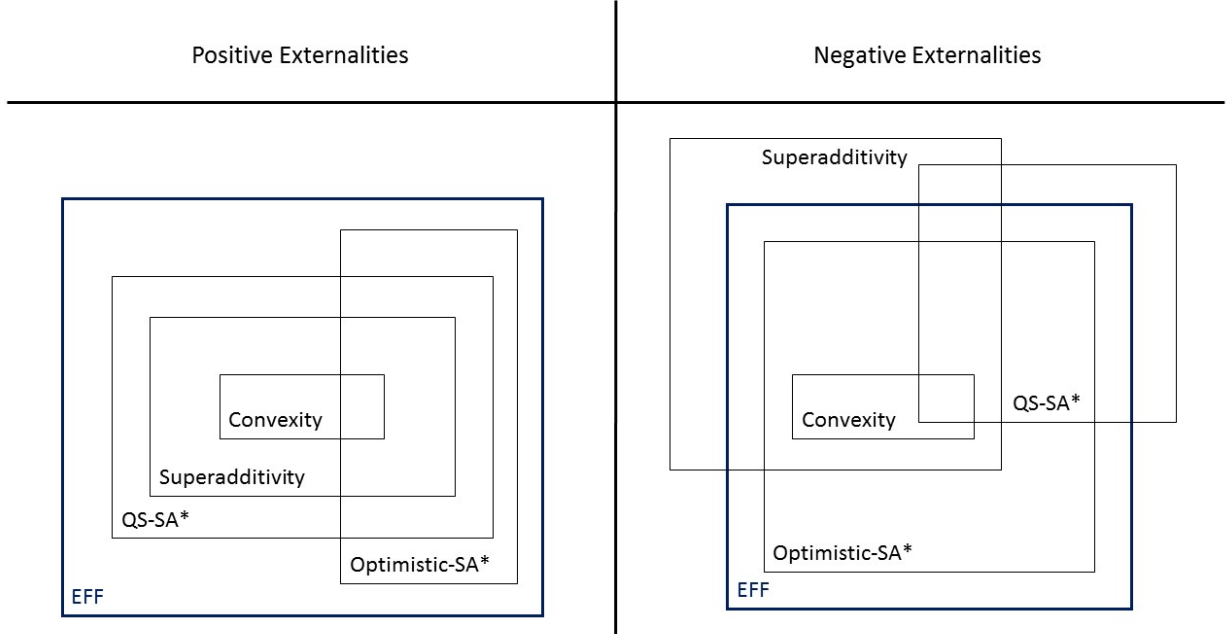 Positive Externalities
Negative Externalities
Convexity
Superadditivity
QS-SA*
Optimistic-SA*
EFF
Superadditivity
QS-SA*
Convexity
Optimistic-SA*
EFF